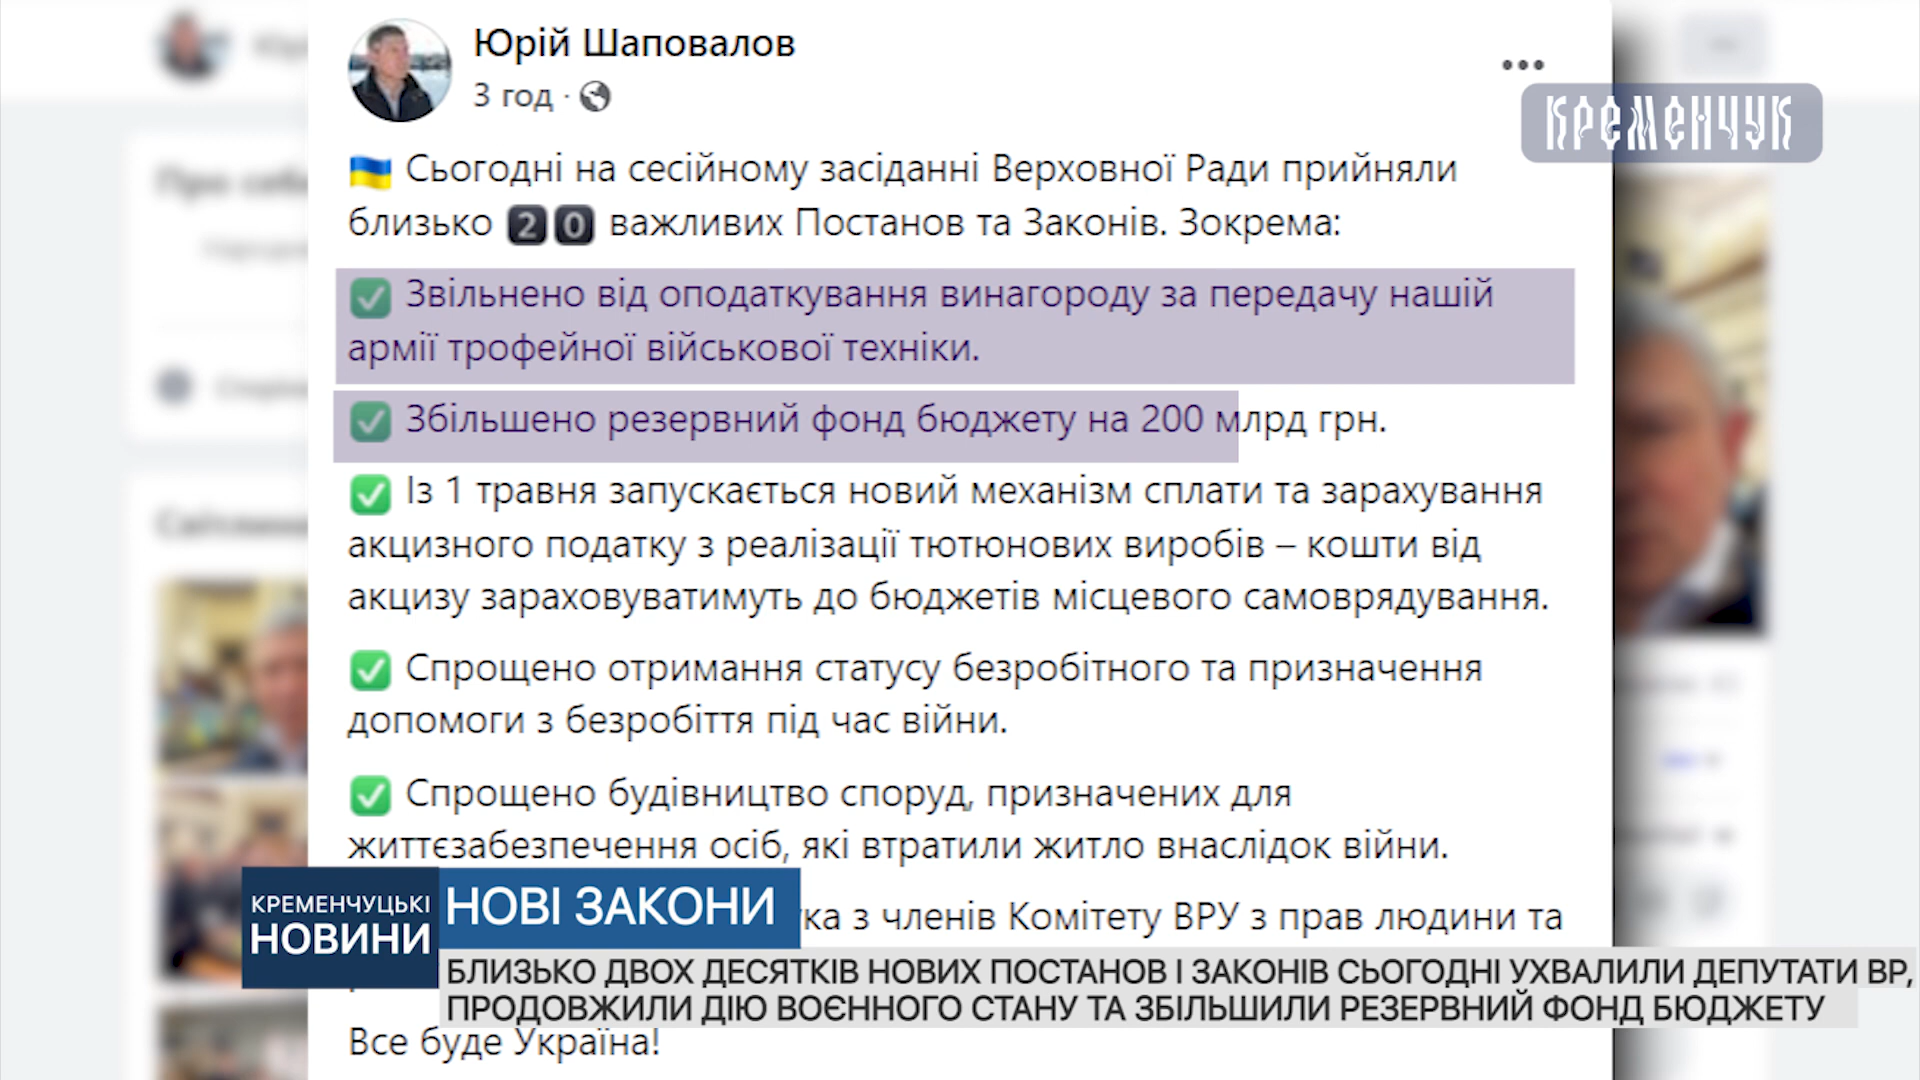 Юрій Шаповалов
3 год ·
КРЕМЕНЧУК
🇺🇦 Сьогодні на сесійному засіданні Верховної Ради прийняли
близько 2️⃣0️⃣ важливих Постанов та Законів. Зокрема:
✅ Звільнено від оподаткування винагороду за передачу нашій
армії трофейної військової техніки.
✅ Збільшено резервний фонд бюджету на 200 млрд грн.
✅ Із 1 травня запускається новий механізм сплати та зарахування
акцизного податку з реалізації тютюнових виробів – кошти від
акцизу зараховуватимуть до бюджетів місцевого самоврядування.
✅ Спрощено отримання статусу безробітного та призначення
допомоги з безробіття під час війни.
✅ Спрощено будівництво споруд, призначених для
життєзабезпечення осіб, які втратили житло внаслідок війни.
з членів Комітету ВРУ з прав людини та
КРЕМЕНЧУЦЬКІ
НОВИНИ
НОВІ ЗАКОНИ
БЛИЗЬКО ДВОХ ДЕСЯТКІВ НОВИХ ПОСТАНОВ І ЗАКОНІВ СЬОГОДНІ УХВАЛИЛИ ДЕПУТАТИ ВР,
ПРОДОВЖИЛИ ДІЮ ВОЄННОГО СТАНУ ТА ЗБІЛЬШИЛИ РЕЗЕРВНИЙ ФОНД БЮДЖЕТУ
Все буде Україна!